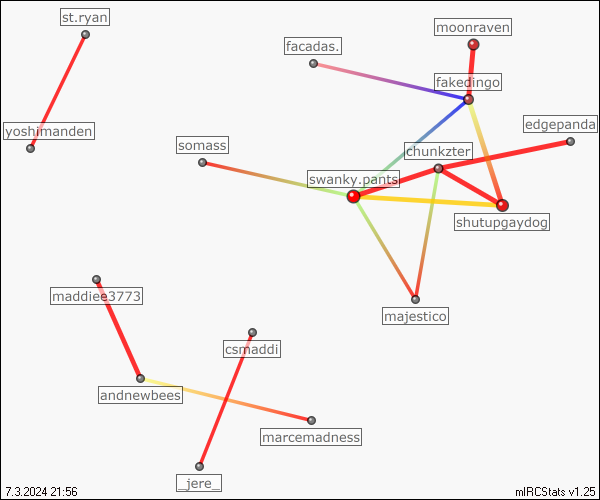 st.ryan
moonraven
facadas.
fakedingo
edgepanda
yoshimanden
somass
chunkzter
swanky.pants
shutupgaydog
maddiee3773
majestico
csmaddi
andnewbees
marcemadness
_jere_
7.3.2024 21:56
mIRCStats v1.25